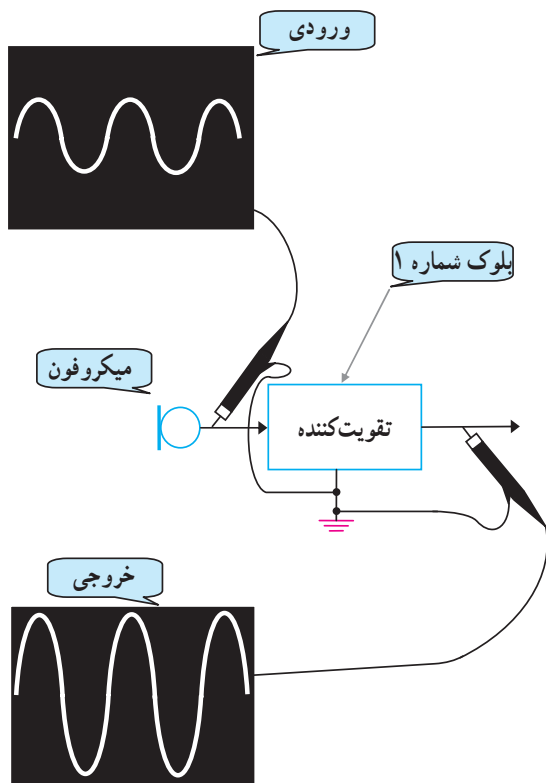 ورودی
بلوک شماره ۱
میکروفون
تقویت‌کننده
خروجی